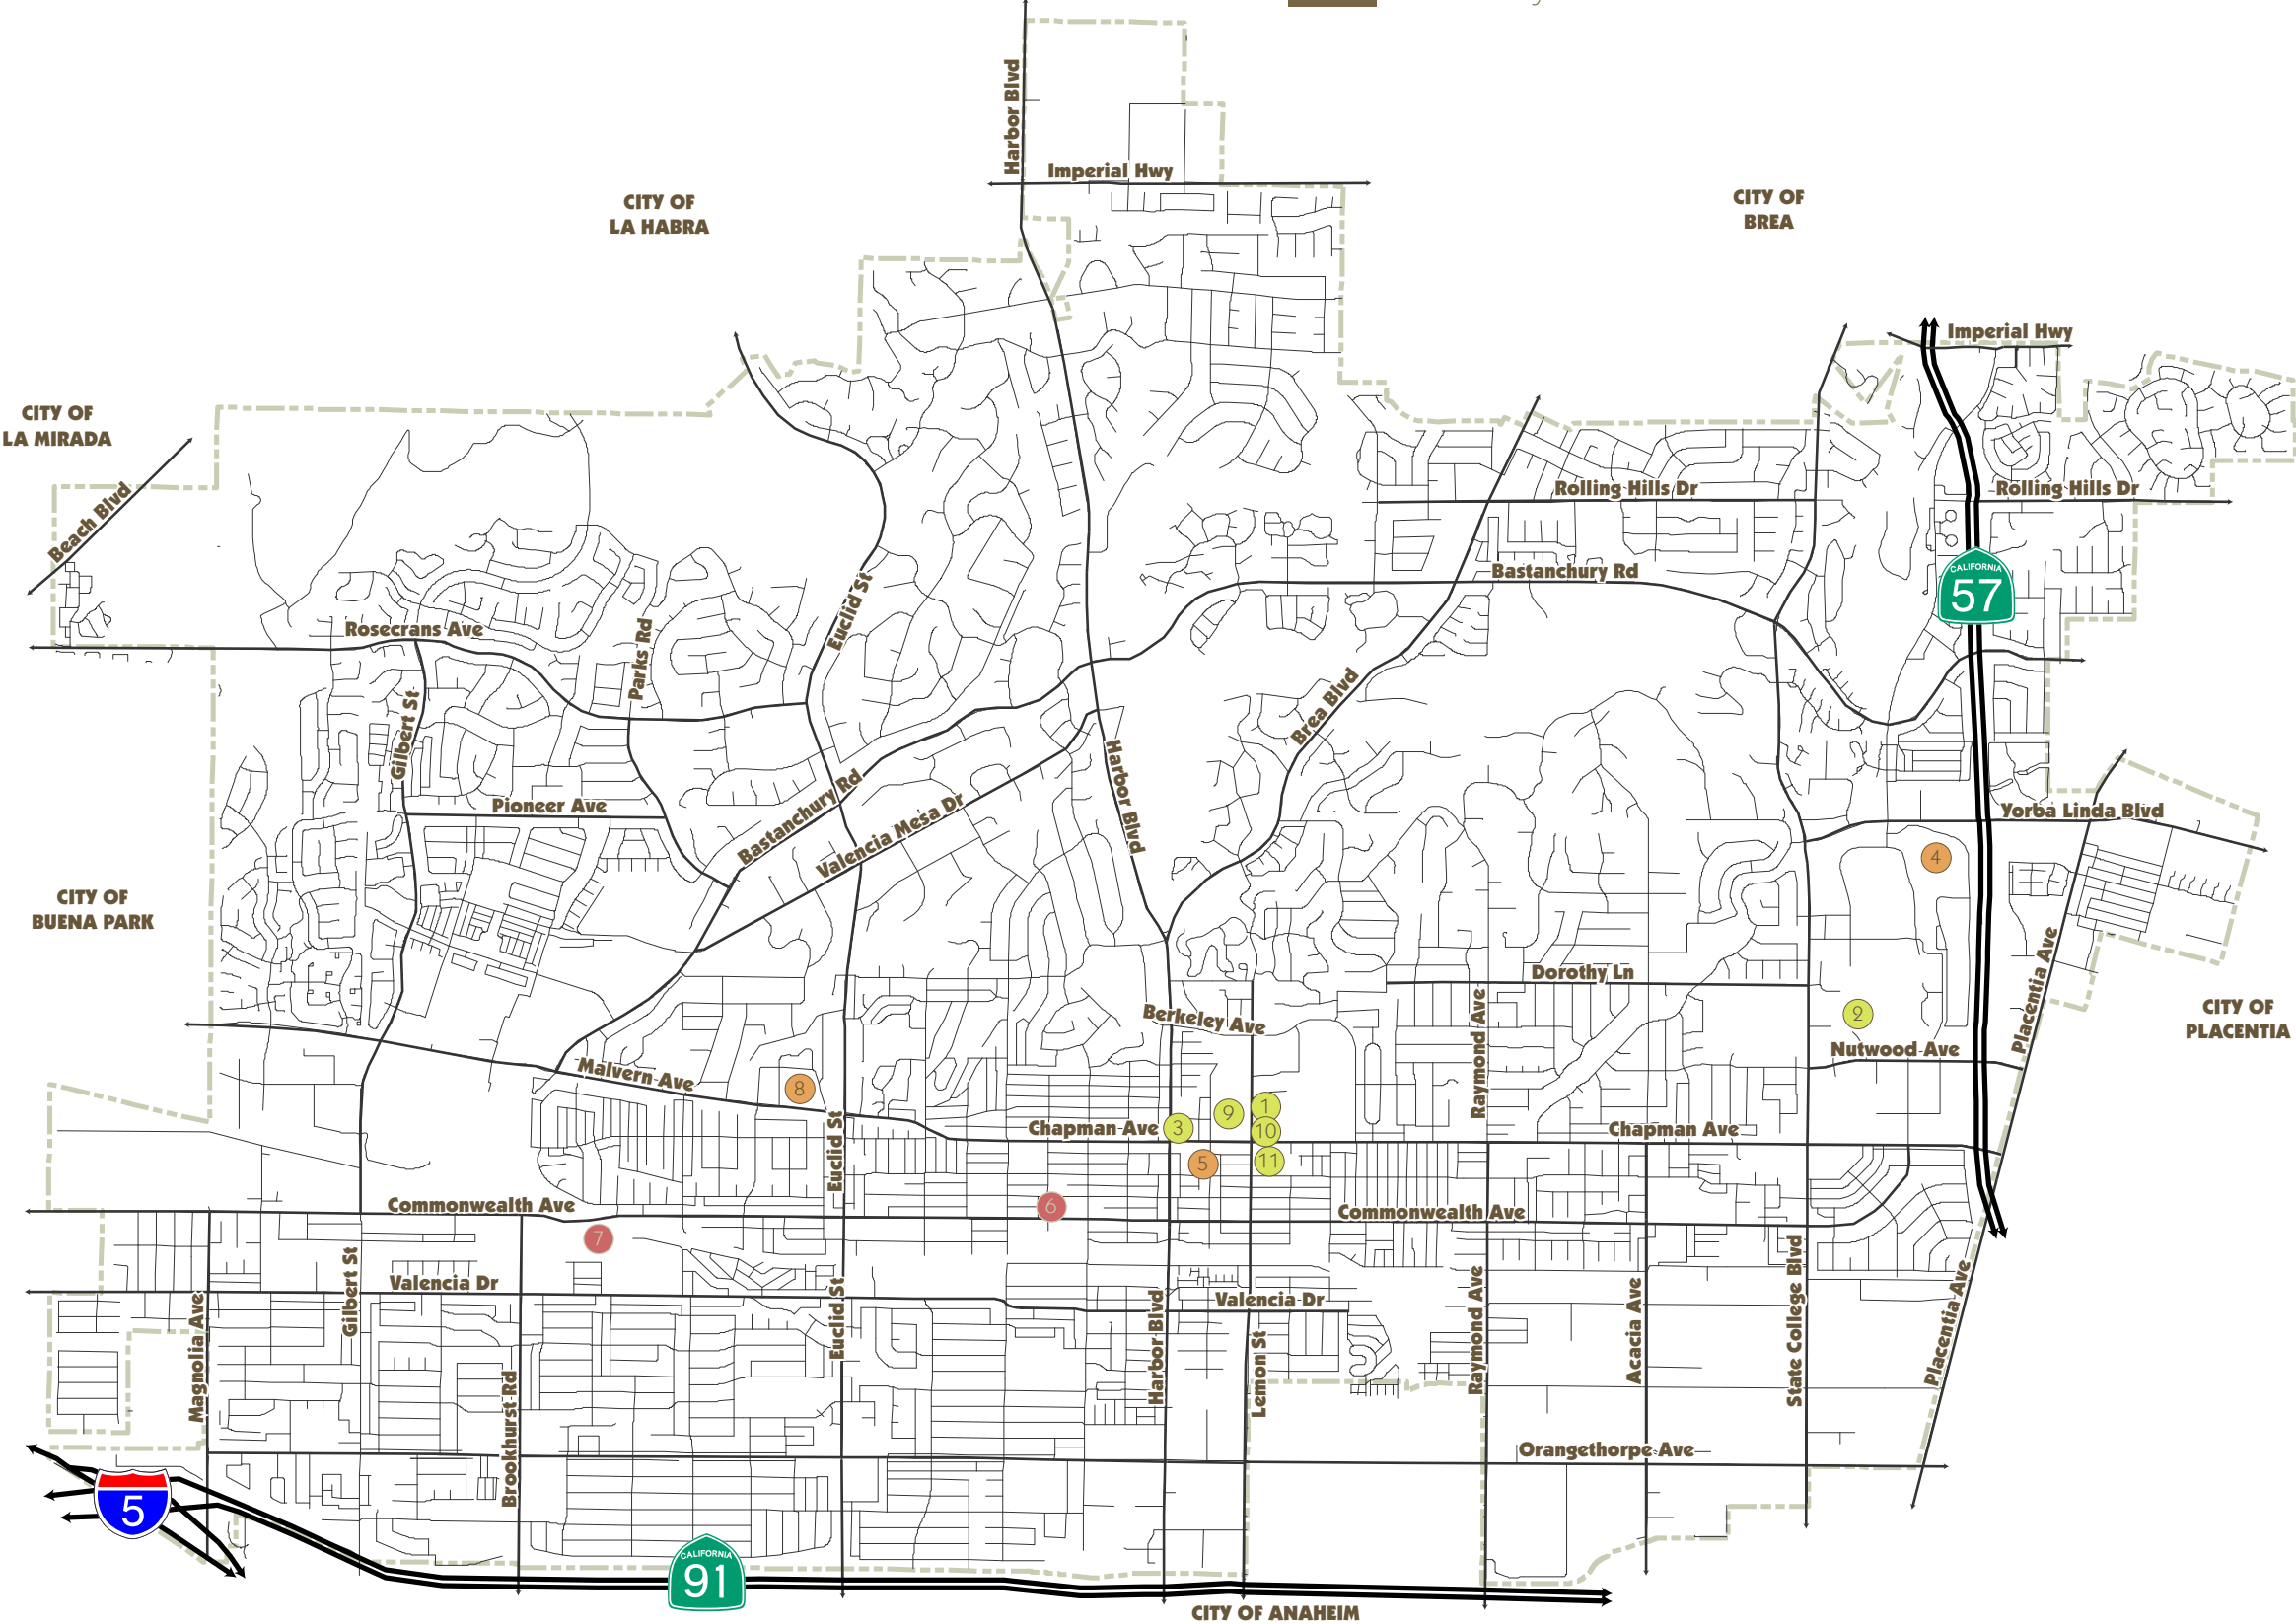 Harbor Blvd
Imperial Hwy
CITY OF
LA HABRA
CITY OF
BREA
Imperial Hwy
CITY OF
LA MIRADA
Beach Blvd
Rolling Hills Dr
Rolling Hills Dr
Bastanchury Rd
CALIFORNIA
57
Euclid St
Rosecrans Ave
Parks Rd
Gilbert St
Brea Blvd
Harbor Blvd
Pioneer Ave
Bastanchury Rd
Valencia Mesa Dr
Yorba Linda Blvd
4
CITY OF
BUENA PARK
Placentia Ave
Dorothy Ln
Raymond Ave
Berkeley Ave
2
CITY OF
PLACENTIA
Nutwood Ave
Malvern Ave
8
Euclid St
Chapman Ave
3
9
1
10
11
5
Chapman Ave
Commonwealth Ave
6
Commonwealth Ave
7
Gilbert St
Valencia Dr
Euclid St
Valencia Dr
Magnolia Ave
Brookhurst Rd
Harbor Blvd
Lemon St
Raymond Ave
Acacia Ave
State College Blvd
Placentia Ave
Orangethorpe Ave
5
CALIFORNIA
91
CITY OF ANAHEIM